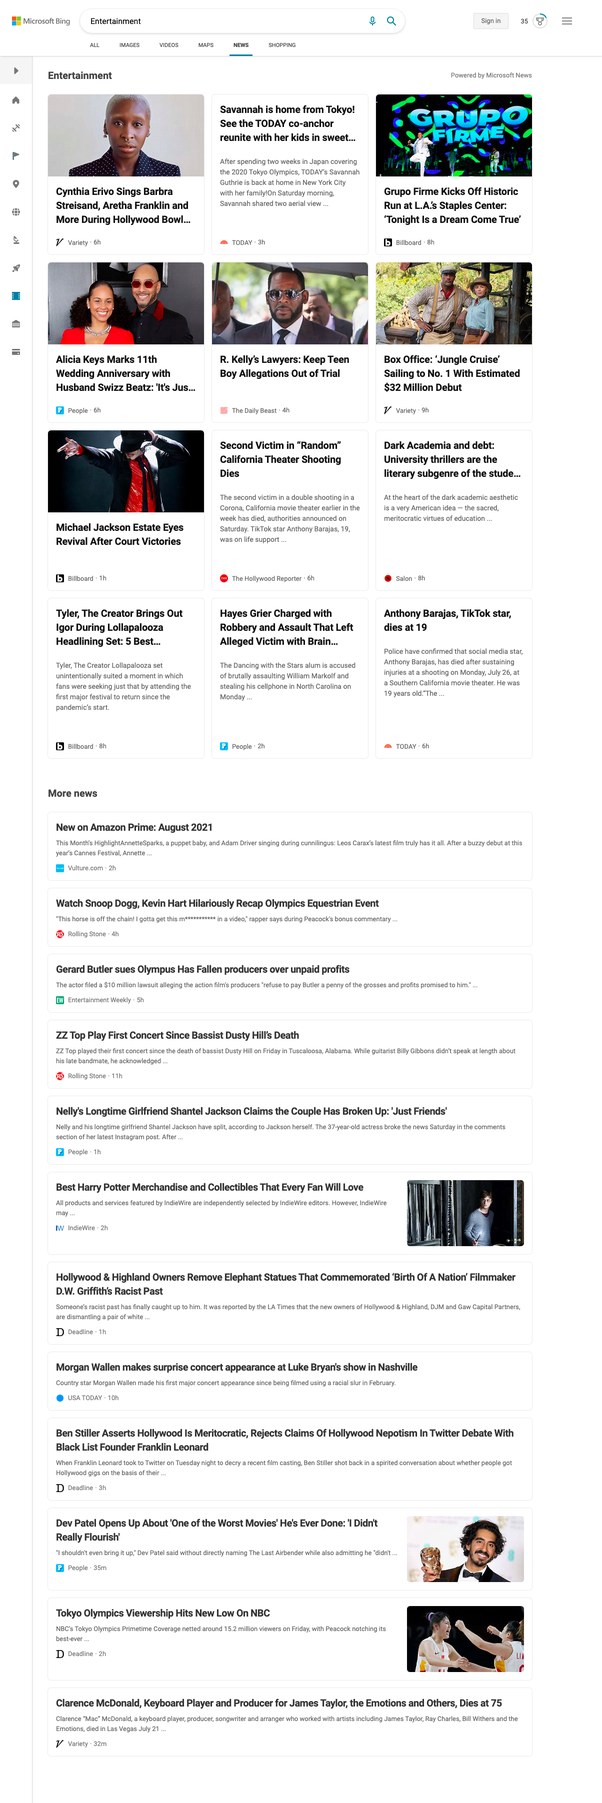 Microsoft Bing
Entertainment
Sign in
35
ALL
IMAGES
VIDEOS
MAPS
NEWS
SHOPPING
Entertainment
Powered by Microsoft News
Cynthia Erivo Sings Barbra
Streisand, Aretha Franklin and
More During Hollywood Bowl...
Variety · 6h
Savannah is home from Tokyo!
See the TODAY co-anchor
reunite with her kids in sweet...
After spending two weeks in Japan covering
the 2020 Tokyo Olympics, TODAY's Savannah
Guthrie is back at home in New York City
with her family!On Saturday morning,
Savannah shared two aerial view ...
TODAY · 3h
GRUPO
FIRME
Grupo Firme Kicks Off Historic
Run at L.A.'s Staples Center:
'Tonight Is a Dream Come True'
Billboard · 8h
Alicia Keys Marks 11th
Wedding Anniversary with
Husband Swizz Beatz: 'It's Jus...
People · 6h
R. Kelly's Lawyers: Keep Teen
Boy Allegations Out of Trial
The Daily Beast · 4h
Box Office: 'Jungle Cruise'
Sailing to No. 1 With Estimated
$32 Million Debut
Variety · 9h
Michael Jackson Estate Eyes
Revival After Court Victories
Billboard · 1h
Second Victim in "Random"
California Theater Shooting
Dies
The second victim in a double shooting in a
Corona, California movie theater earlier in the
week has died, authorities announced on
Saturday. TikTok star Anthony Barajas, 19,
was on life support ...
The Hollywood Reporter · 6h
Dark Academia and debt:
University thrillers are the
literary subgenre of the stude...
At the heart of the dark academic aesthetic
is a very American idea — the sacred,
meritocratic virtues of education ...
Salon · 8h
Tyler, The Creator Brings Out
Igor During Lollapalooza
Headlining Set: 5 Best...
Tyler, The Creator Lollapalooza set
unintentionally suited a moment in which
fans were seeking just that by attending the
first major festival to return since the
pandemic's start.
Billboard · 8h
Hayes Grier Charged with
Robbery and Assault That Left
Alleged Victim with Brain...
The Dancing with the Stars alum is accused
of brutally assaulting William Markolf and
stealing his cellphone in North Carolina on
Monday ...
People · 2h
Anthony Barajas, TikTok star,
dies at 19
Police have confirmed that social media star,
Anthony Barajas, has died after sustaining
injuries at a shooting on Monday, July 26, at
a Southern California movie theater. He was
19 years old."The ...
TODAY · 6h
More news
New on Amazon Prime: August 2021
This Month's HighlightAnnetteSparks, a puppet baby, and Adam Driver singing during cunnilingus: Leos Carax's latest film truly has it all. After a buzzy debut at this
year's Cannes Festival, Annette ...
Vulture.com · 2h
Watch Snoop Dogg, Kevin Hart Hilariously Recap Olympics Equestrian Event
"This horse is off the chain! I gotta get this m*********** in a video," rapper says during Peacock's bonus commentary ...
Rolling Stone · 4h
Gerard Butler sues Olympus Has Fallen producers over unpaid profits
The actor filed a $10 million lawsuit alleging the action film's producers "refuse to pay Butler a penny of the grosses and profits promised to him." ...
Entertainment Weekly · 5h
ZZ Top Play First Concert Since Bassist Dusty Hill's Death
ZZ Top played their first concert since the death of bassist Dusty Hill on Friday in Tuscaloosa, Alabama. While guitarist Billy Gibbons didn't speak at length about
his late bandmate, he acknowledged ...
Rolling Stone · 11h
Nelly's Longtime Girlfriend Shantel Jackson Claims the Couple Has Broken Up: 'Just Friends'
Nelly and his longtime girlfriend Shantel Jackson have split, according to Jackson herself. The 37-year-old actress broke the news Saturday in the comments
section of her latest Instagram post. After ...
People · 1h
Best Harry Potter Merchandise and Collectibles That Every Fan Will Love
All products and services featured by IndieWire are independently selected by IndieWire editors. However, IndieWire
may ...
IndieWire · 2h
Hollywood & Highland Owners Remove Elephant Statues That Commemorated 'Birth Of A Nation' Filmmaker
D.W. Griffith's Racist Past
Someone's racist past has finally caught up to him. It was reported by the LA Times that the new owners of Hollywood & Highland, DJM and Gaw Capital Partners,
are dismantling a pair of white ...
Deadline · 1h
Morgan Wallen makes surprise concert appearance at Luke Bryan's show in Nashville
Country star Morgan Wallen made his first major concert appearance since being filmed using a racial slur in February.
USA TODAY · 10h
Ben Stiller Asserts Hollywood Is Meritocratic, Rejects Claims Of Hollywood Nepotism In Twitter Debate With
Black List Founder Franklin Leonard
When Franklin Leonard took to Twitter on Tuesday night to decry a recent film casting, Ben Stiller shot back in a spirited conversation about whether people got
Hollywood gigs on the basis of their ...
Deadline · 3h
Dev Patel Opens Up About 'One of the Worst Movies' He's Ever Done: 'I Didn't
Really Flourish'
"I shouldn't even bring it up," Dev Patel said without directly naming The Last Airbender while also admitting he "didn't ...
People · 35m
Tokyo Olympics Viewership Hits New Low On NBC
NBC's Tokyo Olympics Primetime Coverage netted around 15.2 million viewers on Friday, with Peacock notching its
best-ever ...
Deadline · 2h
Clarence McDonald, Keyboard Player and Producer for James Taylor, the Emotions and Others, Dies at 75
Clarence "Mac" McDonald, a keyboard player, producer, songwriter and arranger who worked with artists including James Taylor, Ray Charles, Bill Withers and the
Emotions, died in Las Vegas July 21 ...
Variety · 32m